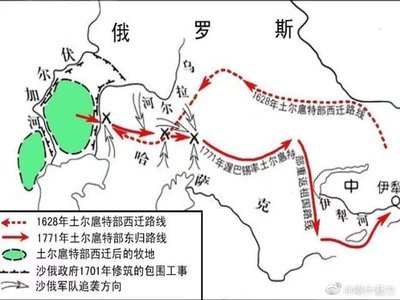 俄罗斯
伏尔加河
乌拉尔河
1628年土尔扈特部西迁路线
1771年渥巴锡率土尔扈特
部重返祖国路线
哈萨克
中
伊犁
伊犁河
1628年土尔扈特部西迁路线
1771年土尔扈特部东归路线
土尔扈特部西迁后的牧地
沙俄政府1701年修筑的包围工事
沙俄军队追袭方向